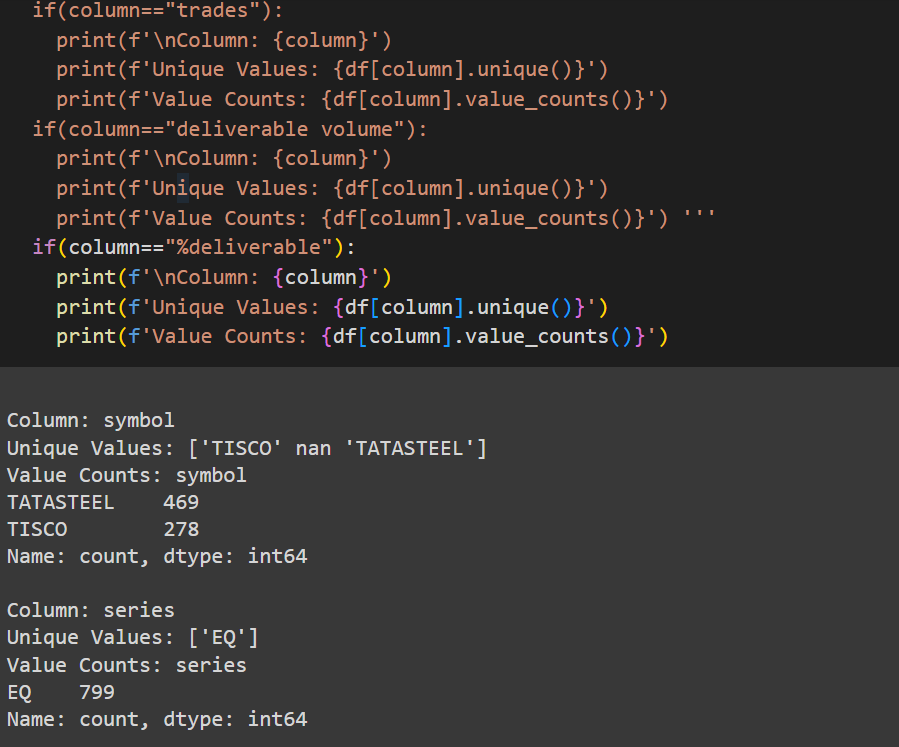 if(column=="trades"):
print(f'\nColumn: {column}')
print(f'Unique Values: {df[column].unique()}')
print(f'Value Counts: {df[column].value_counts()}')
if(column=="deliverable volume"):
print(f'\nColumn: {column}')
print(f'Unique Values: {df[column].unique()}')
print(f'Value Counts: {df[column].value_counts()}') '''
if(column=="%deliverable"):
print(f'\nColumn: {column}')
print(f'Unique Values: {df[column].unique()}')
print(f'Value Counts: {df[column].value_counts()}')
Column: symbol
Unique Values: ['TISCO' nan 'TATASTEEL']
Value Counts: symbol
TATASTEEL    469
TISCO        278
Name: count, dtype: int64
Column: series
Unique Values: ['EQ']
Value Counts: series
EQ    799
Name: count, dtype: int64